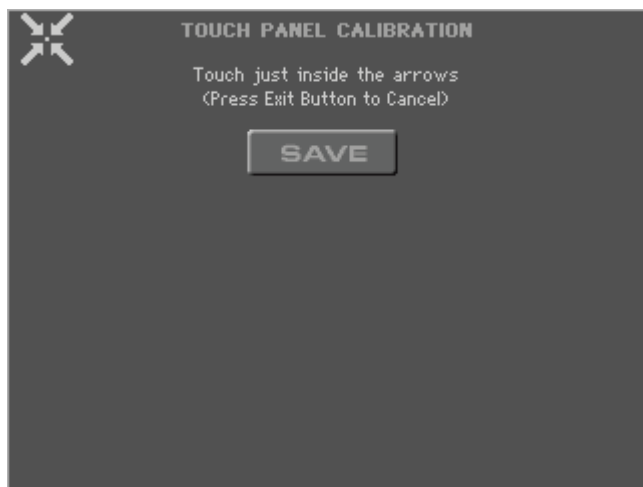 TOUCH PANEL CALIBRATION
Touch just inside the arrows
(Press Exit Button to Cancel)
SAVE